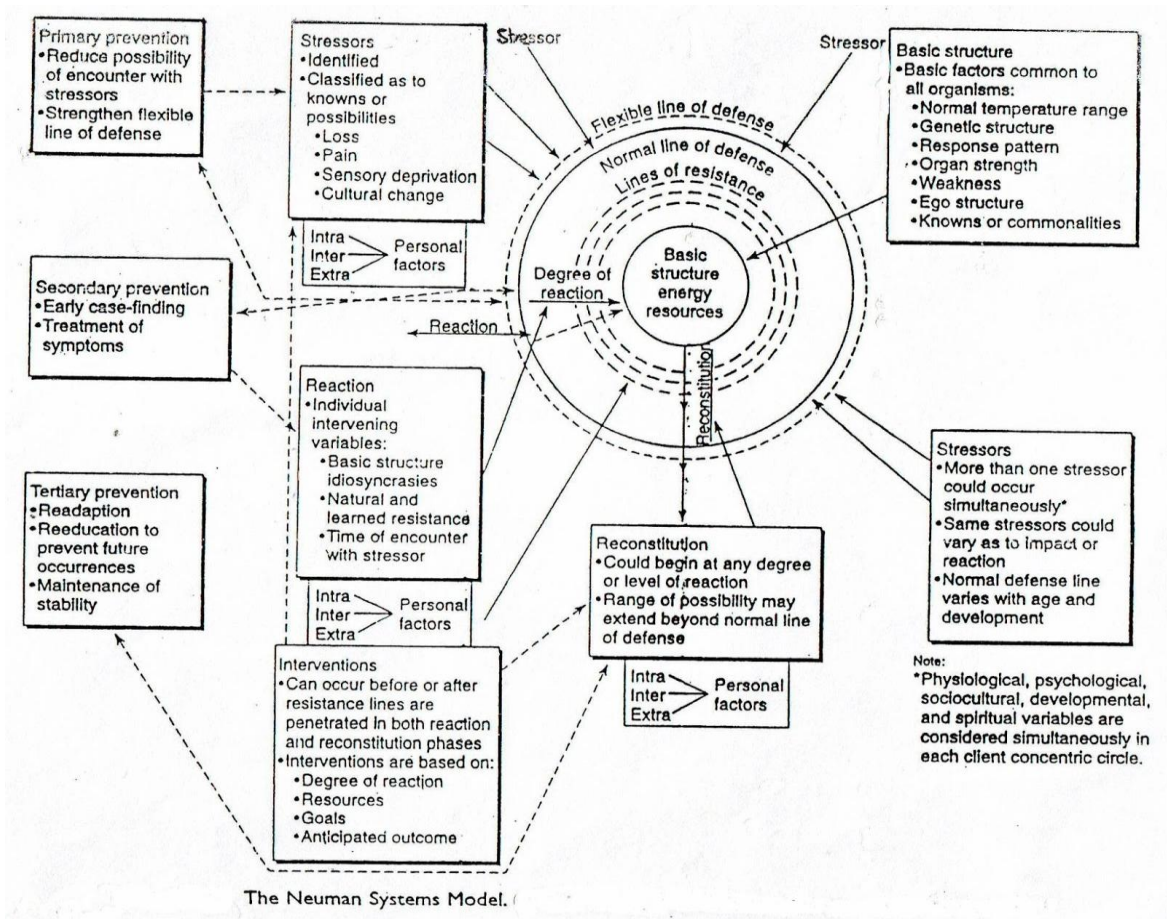 Primary prevention
•Reduce possibility
of encounter with
stressors
•Strengthen flexible
line of defense
Stressors
•Identified
•Classified as to
knowns or
possibilities
•Loss
•Pain
•Sensory deprivation
•Cultural change
Intra
Inter
Extra
Personal
factors
Stressor
Stressor
Basic structure
•Basic factors common to
all organisms:
•Normal temperature range
•Genetic structure
•Response pattern
•Organ strength
•Weakness
•Ego structure
•Knowns or commonalities
Flexible line of defense
Normal line of defense
Lines of resistance
Basic
structure
energy
resources
Degree of
reaction
Reaction
Reconstitution
Secondary prevention
•Early case-finding
•Treatment of
symptoms
Reaction
•Individual
intervening
variables:
•Basic structure
idiosyncrasies
•Natural and
learned resistance
•Time of encounter
with stressor
Intra
Inter
Extra
Personal
factors
Tertiary prevention
•Readaption
•Reeducation to
prevent future
occurrences
•Maintenance of
stability
Interventions
•Can occur before or after
resistance lines are
penetrated in both reaction
and reconstitution phases
•Interventions are based on:
•Degree of reaction
•Resources
•Goals
•Anticipated outcome
Reconstitution
•Could begin at any degree
or level of reaction
•Range of possibility may
extend beyond normal line
of defense
Intra
Inter
Extra
Personal
factors
Stressors
•More than one stressor
could occur
simultaneously*
•Same stressors could
vary as to impact or
reaction
•Normal defense line
varies with age and
development
Note:
*Physiological, psychological,
sociocultural, developmental,
and spiritual variables are
considered simultaneously in
each client concentric circle.
The Neuman Systems Model.